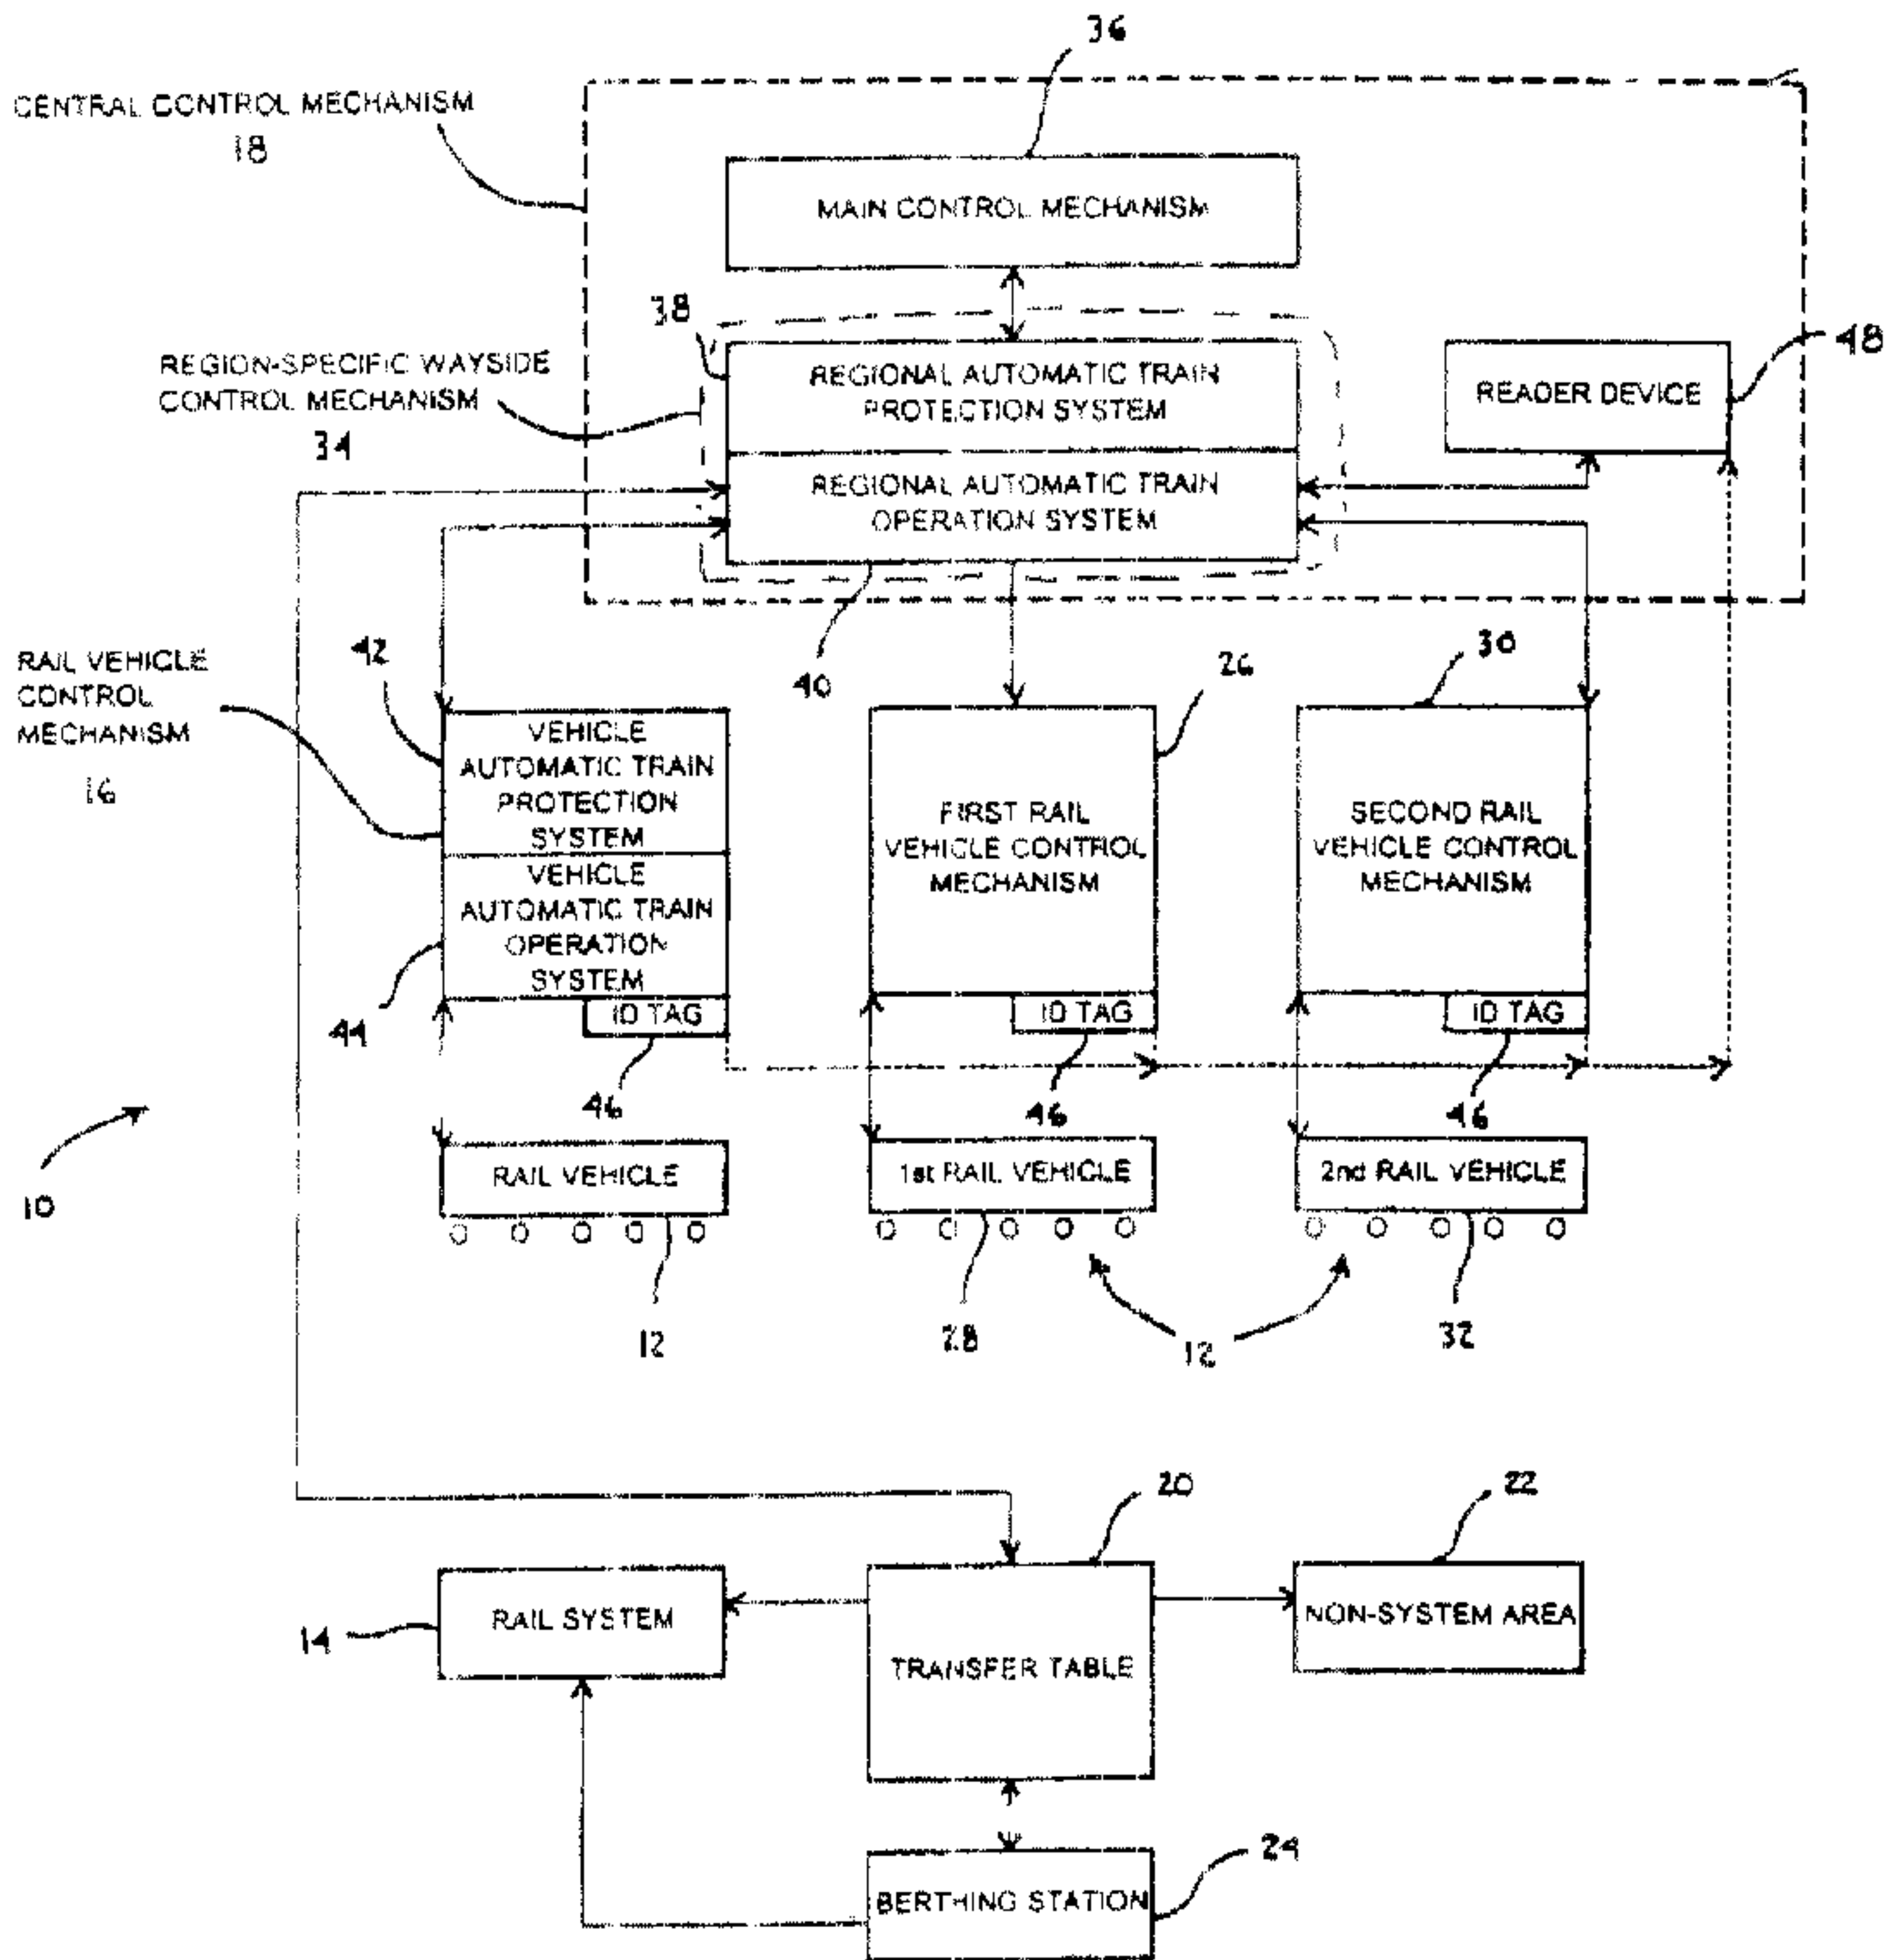 36
CENTRAL CONTROL MECHANISM
18
MAIN CONTROL MECHANISM
38
REGION-SPECIFIC WAYSIDE
CONTROL MECHANISM
34
REGIONAL AUTOMATIC TRAIN
PROTECTION SYSTEM
READER DEVICE
48
REGIONAL AUTOMATIC TRAIN
OPERATION SYSTEM
40
RAIL VEHICLE
CONTROL
MECHANISM
16
42
VEHICLE
AUTOMATIC TRAIN
PROTECTION
SYSTEM
VEHICLE
AUTOMATIC TRAIN
OPERATION
SYSTEM
44
ID TAG
46
26
FIRST RAIL
VEHICLE CONTROL
MECHANISM
ID TAG
46
30
SECOND RAIL
VEHICLE CONTROL
MECHANISM
ID TAG
46
10
RAIL VEHICLE
12
1st RAIL VEHICLE
28
12
2nd RAIL VEHICLE
32
20
22
14
RAIL SYSTEM
TRANSFER TABLE
NON-SYSTEM AREA
BERTHING STATION
24